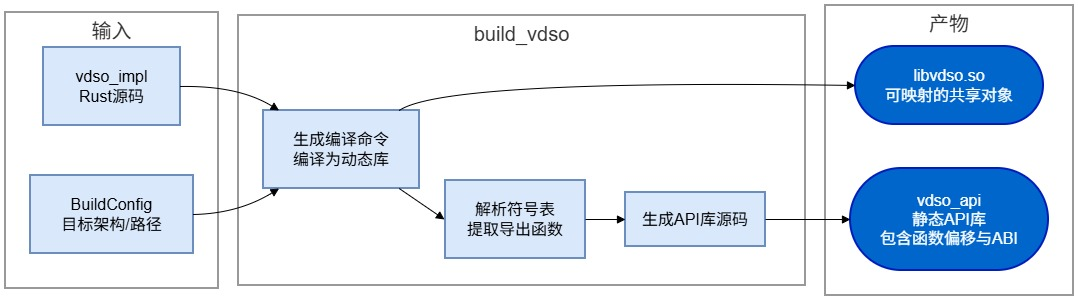 输入
vdso_impl
Rust源码
BuildConfig
目标架构/路径
build_vdso
生成编译命令
编译为动态库
解析符号表
提取导出函数
生成API库源码
产物
libvdso.so
可映射的共享对象
vdso_api
静态API库
包含函数偏移与ABI